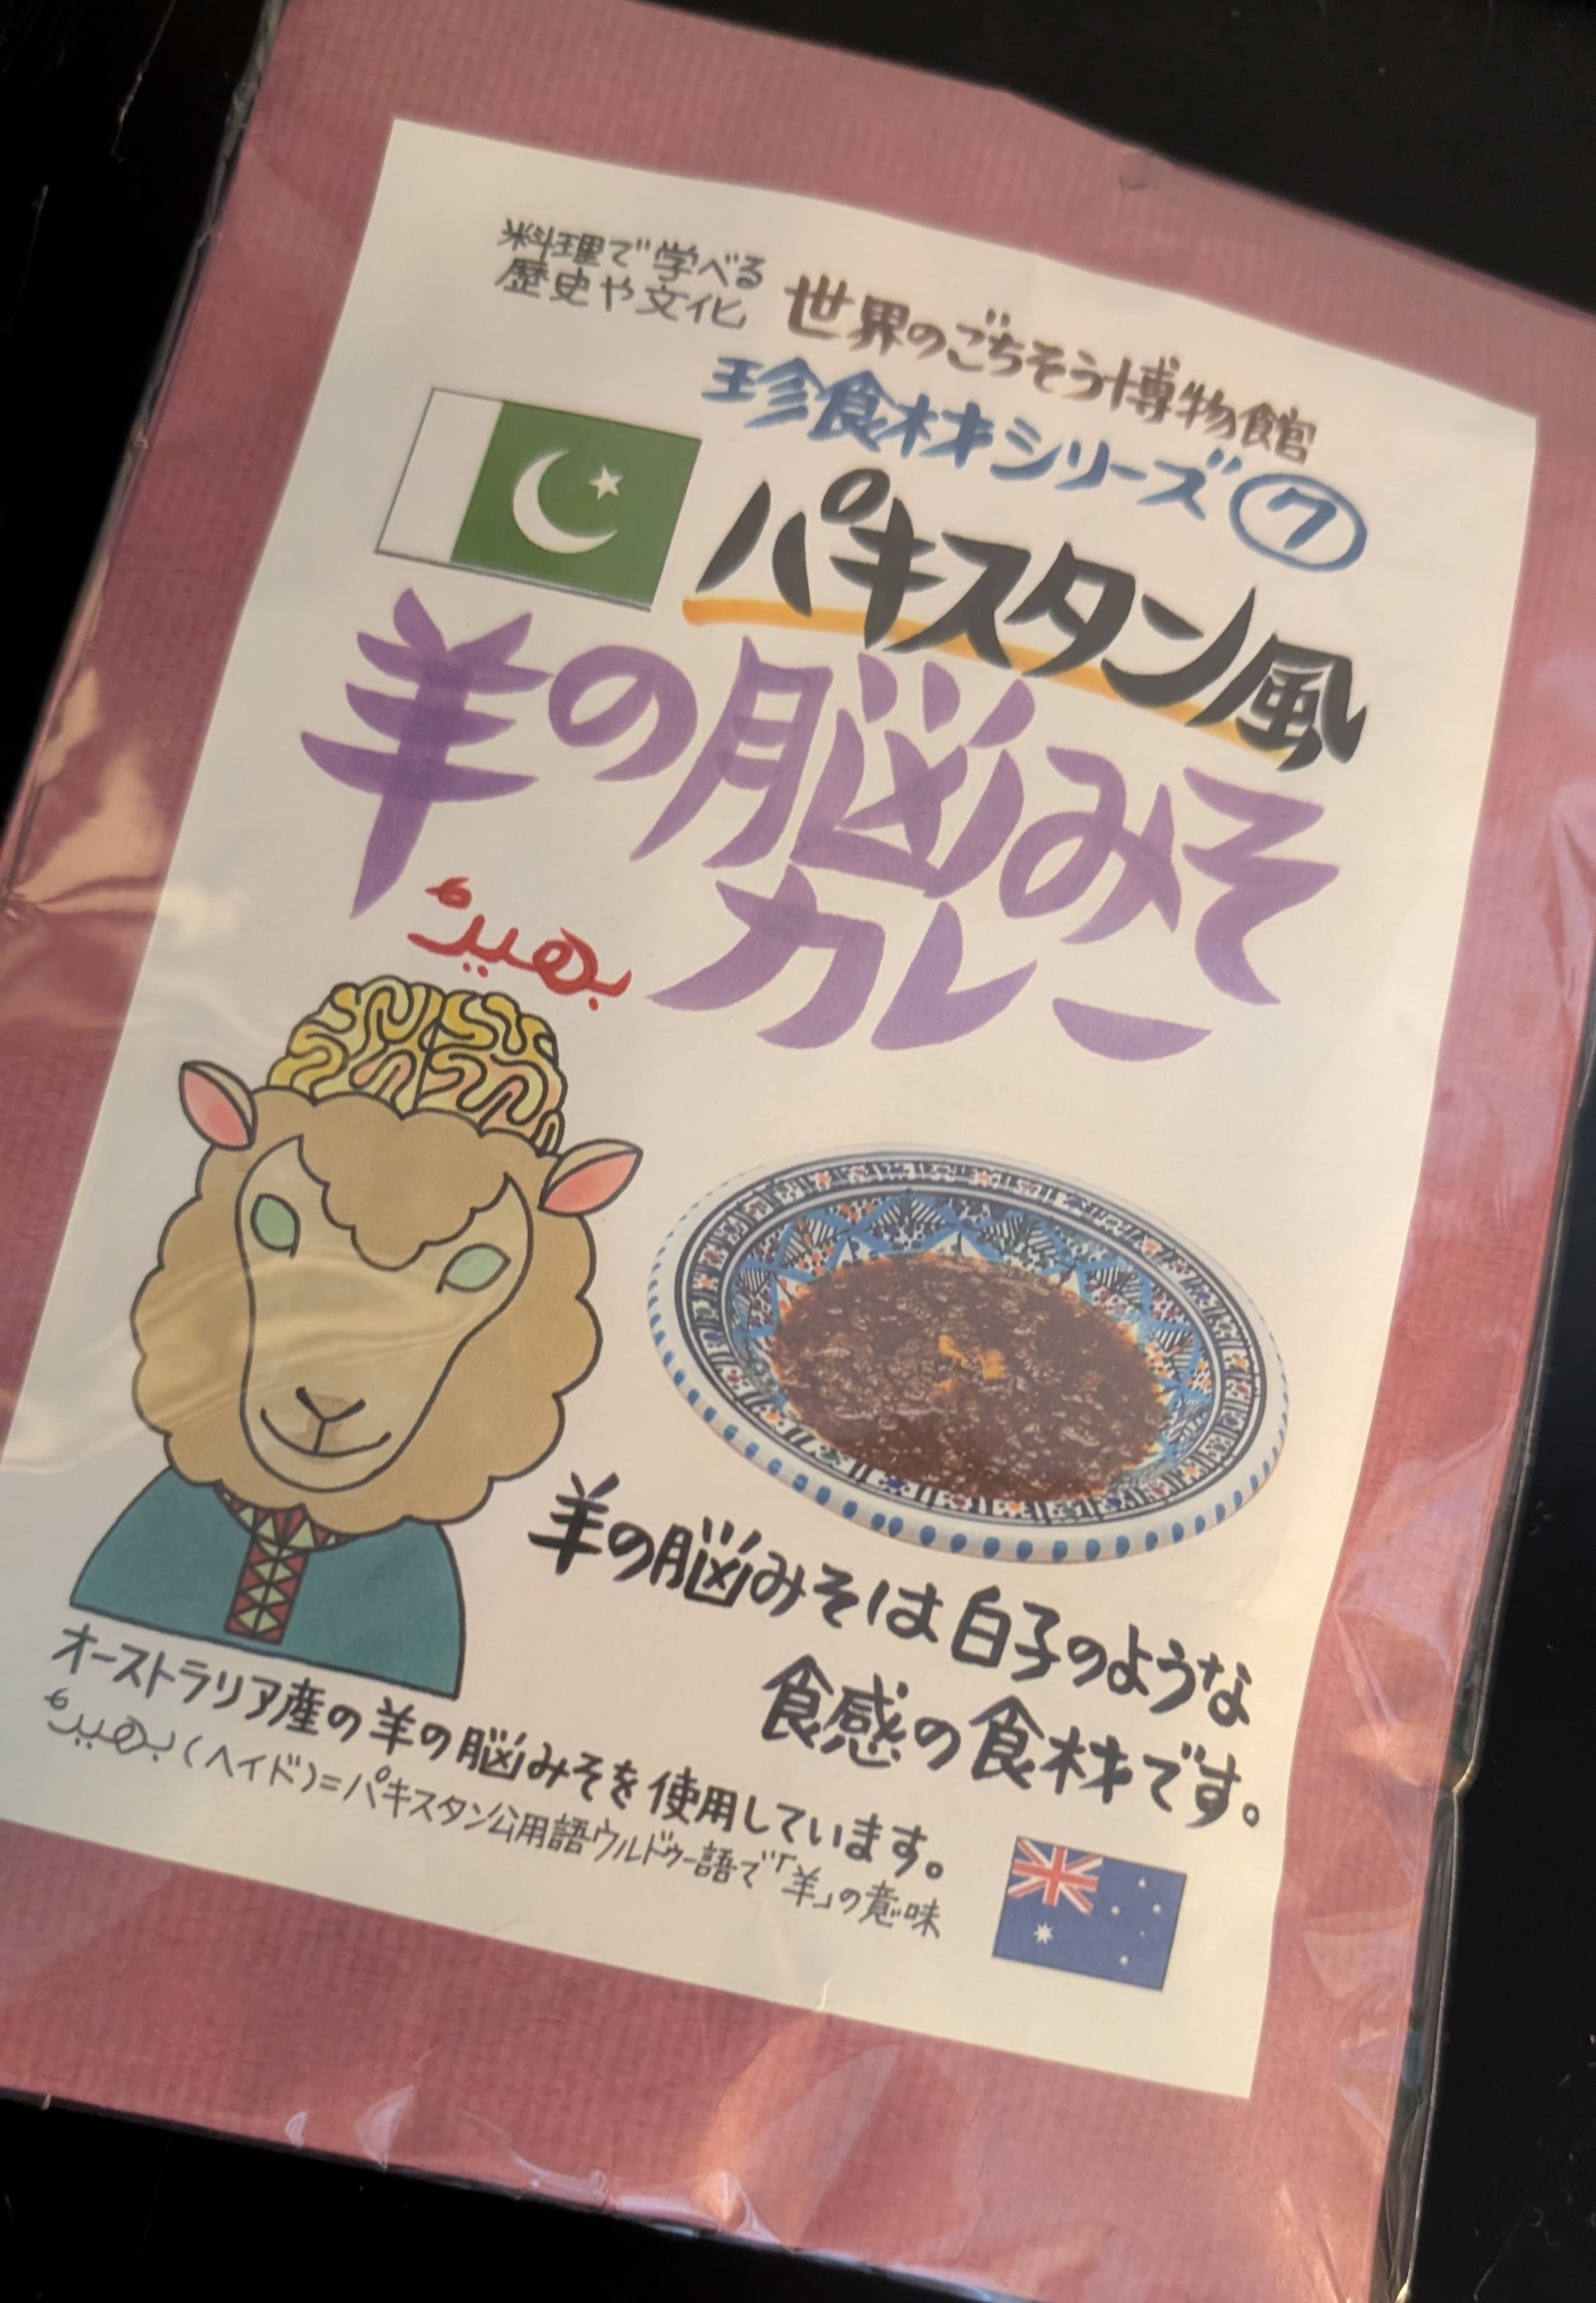 料理で学べる
歴史や文化
世界のごちそう博物館
珍食材シリーズ⑦
パキスタン風
羊の脳みそ
カレー
بھیڑ
羊の脳みそは白子のような
食感の食材です。
オーストラリア産の羊の脳みそを使用しています。
بھیڑ(ヘイド)=パキスタン公用語ウルドゥー語で「羊」の意味